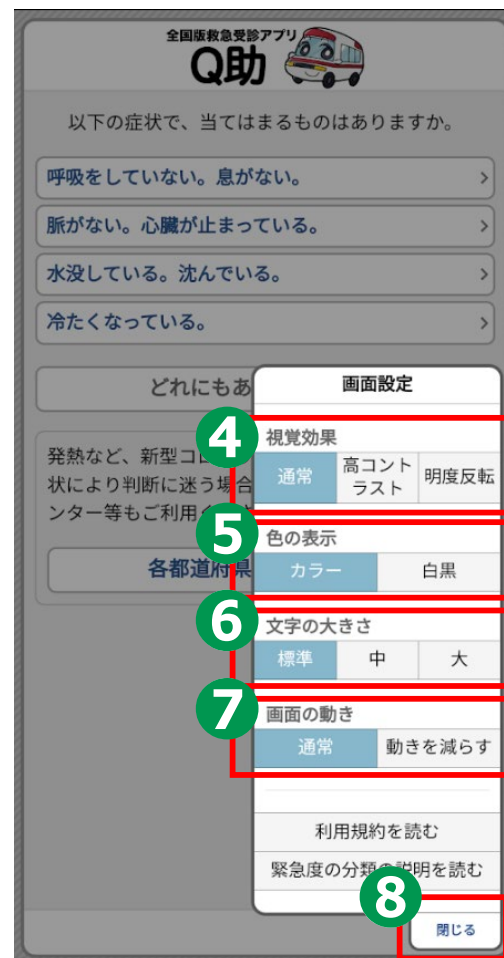 全国版救急受診アプリ
Q助
以下の症状で、当てはまるものはありますか。
呼吸をしていない。息がない。
脈がない。心臓が止まっている。
水没している。沈んでいる。
冷たくなっている。
どれにもあ
発熱など、新型コロ
状により判断に迷う場合
ンター等もご利用く
各都道府県
画面設定
4
視覚効果
通常 高コントラスト 明度反転
5
色の表示
カラー 白黒
6
文字の大きさ
標準 中 大
7
画面の動き
通常 動きを減らす
利用規約を読む
緊急度の分類の説明を読む
8
閉じる